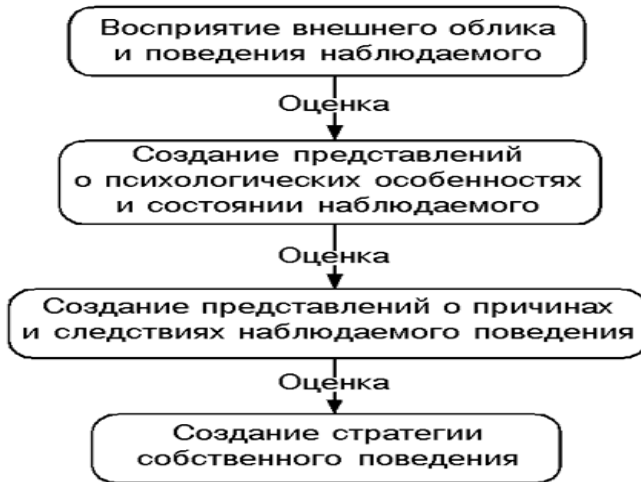 Восприятие внешнего облика
и поведения наблюдаемого
Оценка
Создание представлений
о психологических особенностях
и состоянии наблюдаемого
Оценка
Создание представлений о причинах
и следствиях наблюдаемого поведения
Оценка
Создание стратегии
собственного поведения